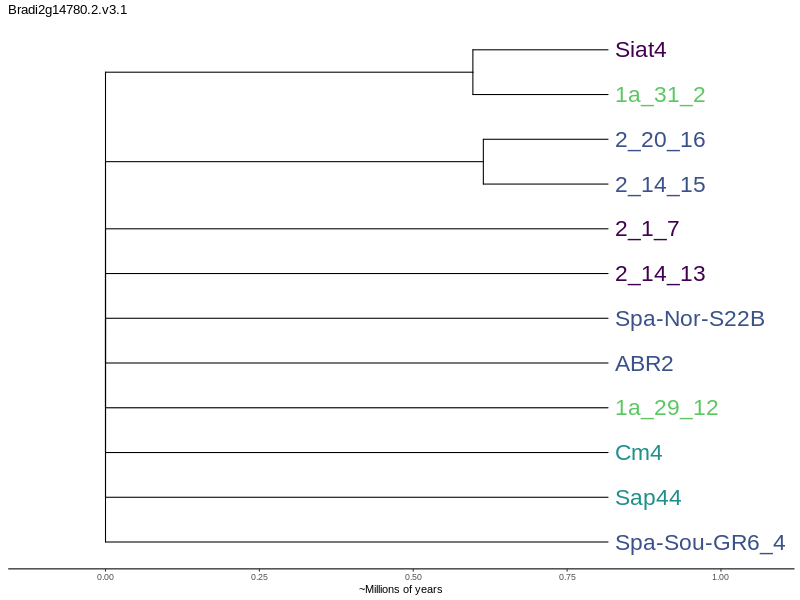 Bradi2g14780.2.v3.1
Siat4
1a_31_2
2_20_16
2_14_15
2_1_7
2_14_13
Spa-Nor-S22B
ABR2
1a_29_12
Cm4
Sap44
Spa-Sou-GR6_4
0.00 0.25 0.50 0.75 1.00
~Millions of years